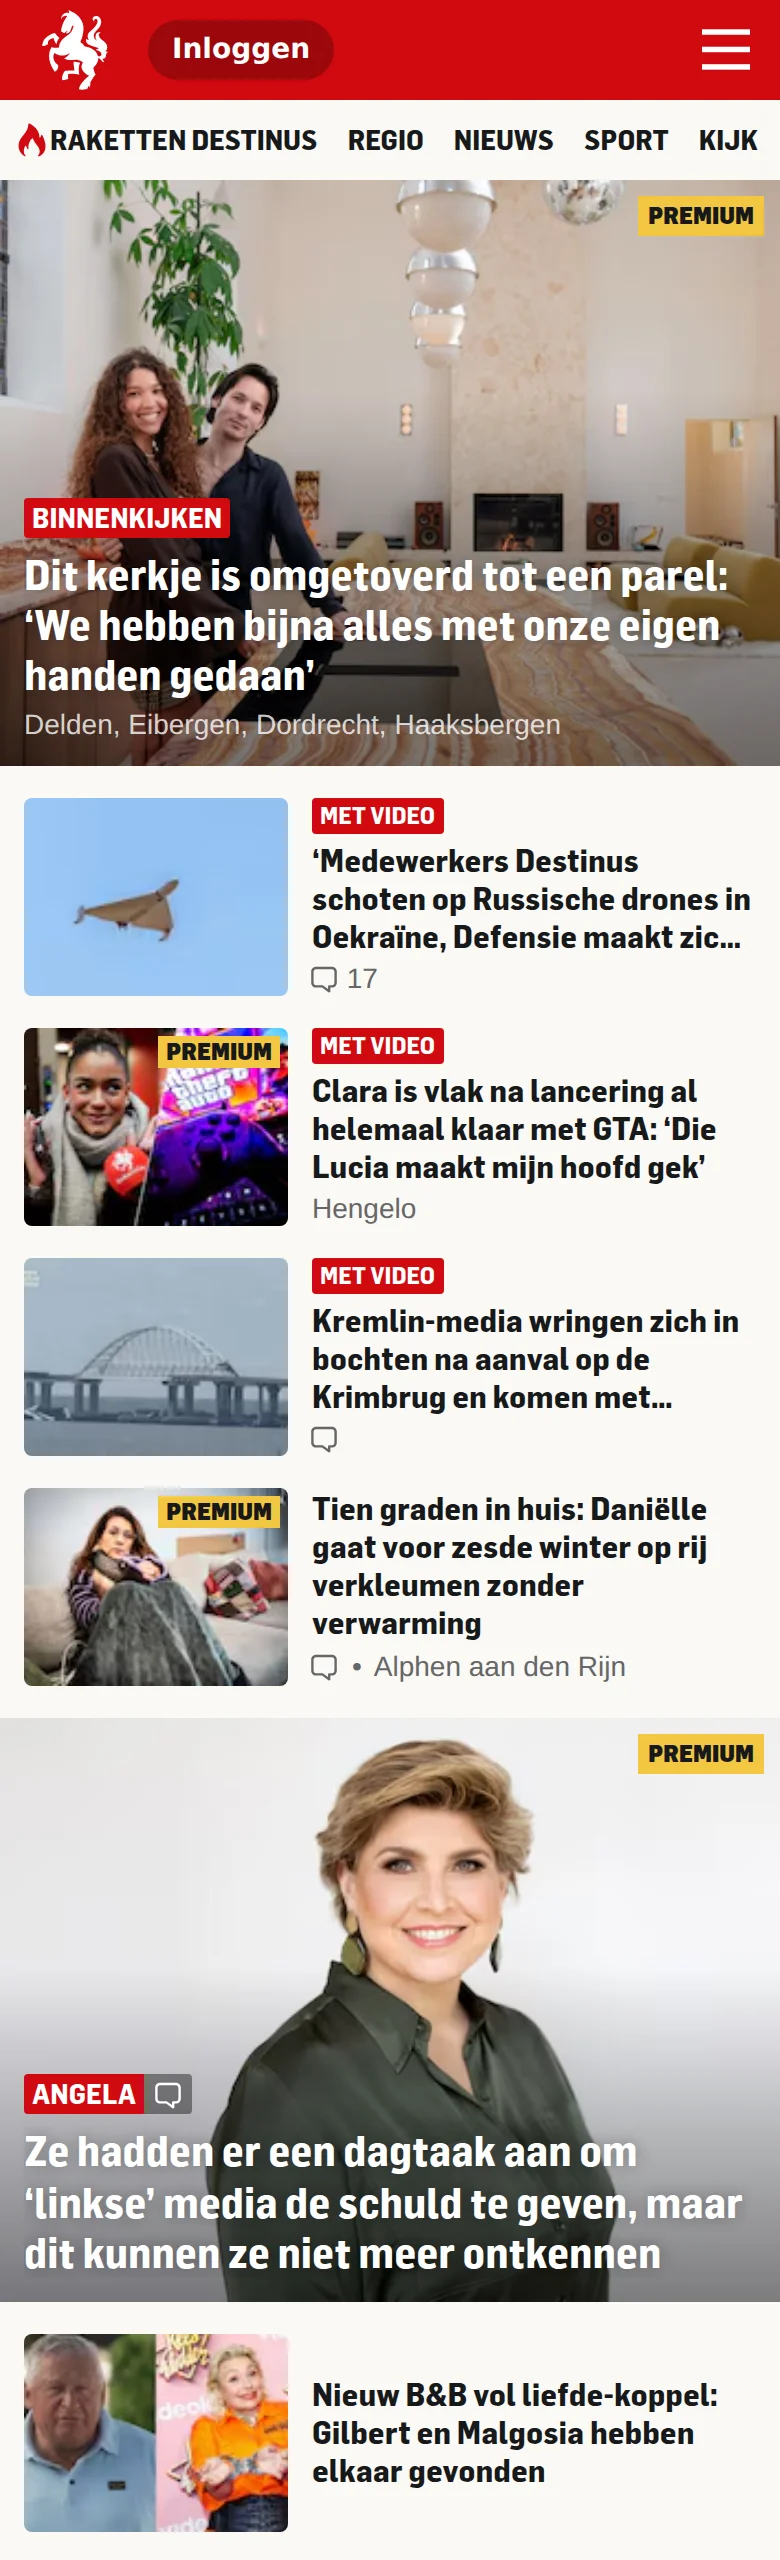 Inloggen
RAKETTEN DESTINUS REGIO NIEUWS SPORT KIJK
PREMIUM
BINNENKIJKEN
Dit kerkje is omgetoverd tot een parel:
‘We hebben bijna alles met onze eigen
handen gedaan’
Delden, Eibergen, Dordrecht, Haaksbergen
MET VIDEO
‘Medewerkers Destinus
schoten op Russische drones in
Oekraïne, Defensie maakt zic...
17
PREMIUM
MET VIDEO
Clara is vlak na lancering al
helemaal klaar met GTA: ‘Die
Lucia maakt mijn hoofd gek’
Hengelo
MET VIDEO
Kremlin-media wringen zich in
bochten na aanval op de
Krimbrug en komen met...
PREMIUM
Tien graden in huis: Daniëlle
gaat voor zesde winter op rij
verkleumen zonder
verwarming
• Alphen aan den Rijn
PREMIUM
ANGELA
Ze hadden er een dagtaak aan om
‘linkse’ media de schuld te geven, maar
dit kunnen ze niet meer ontkennen
Nieuw B&B vol liefde-koppel:
Gilbert en Malgosia hebben
elkaar gevonden